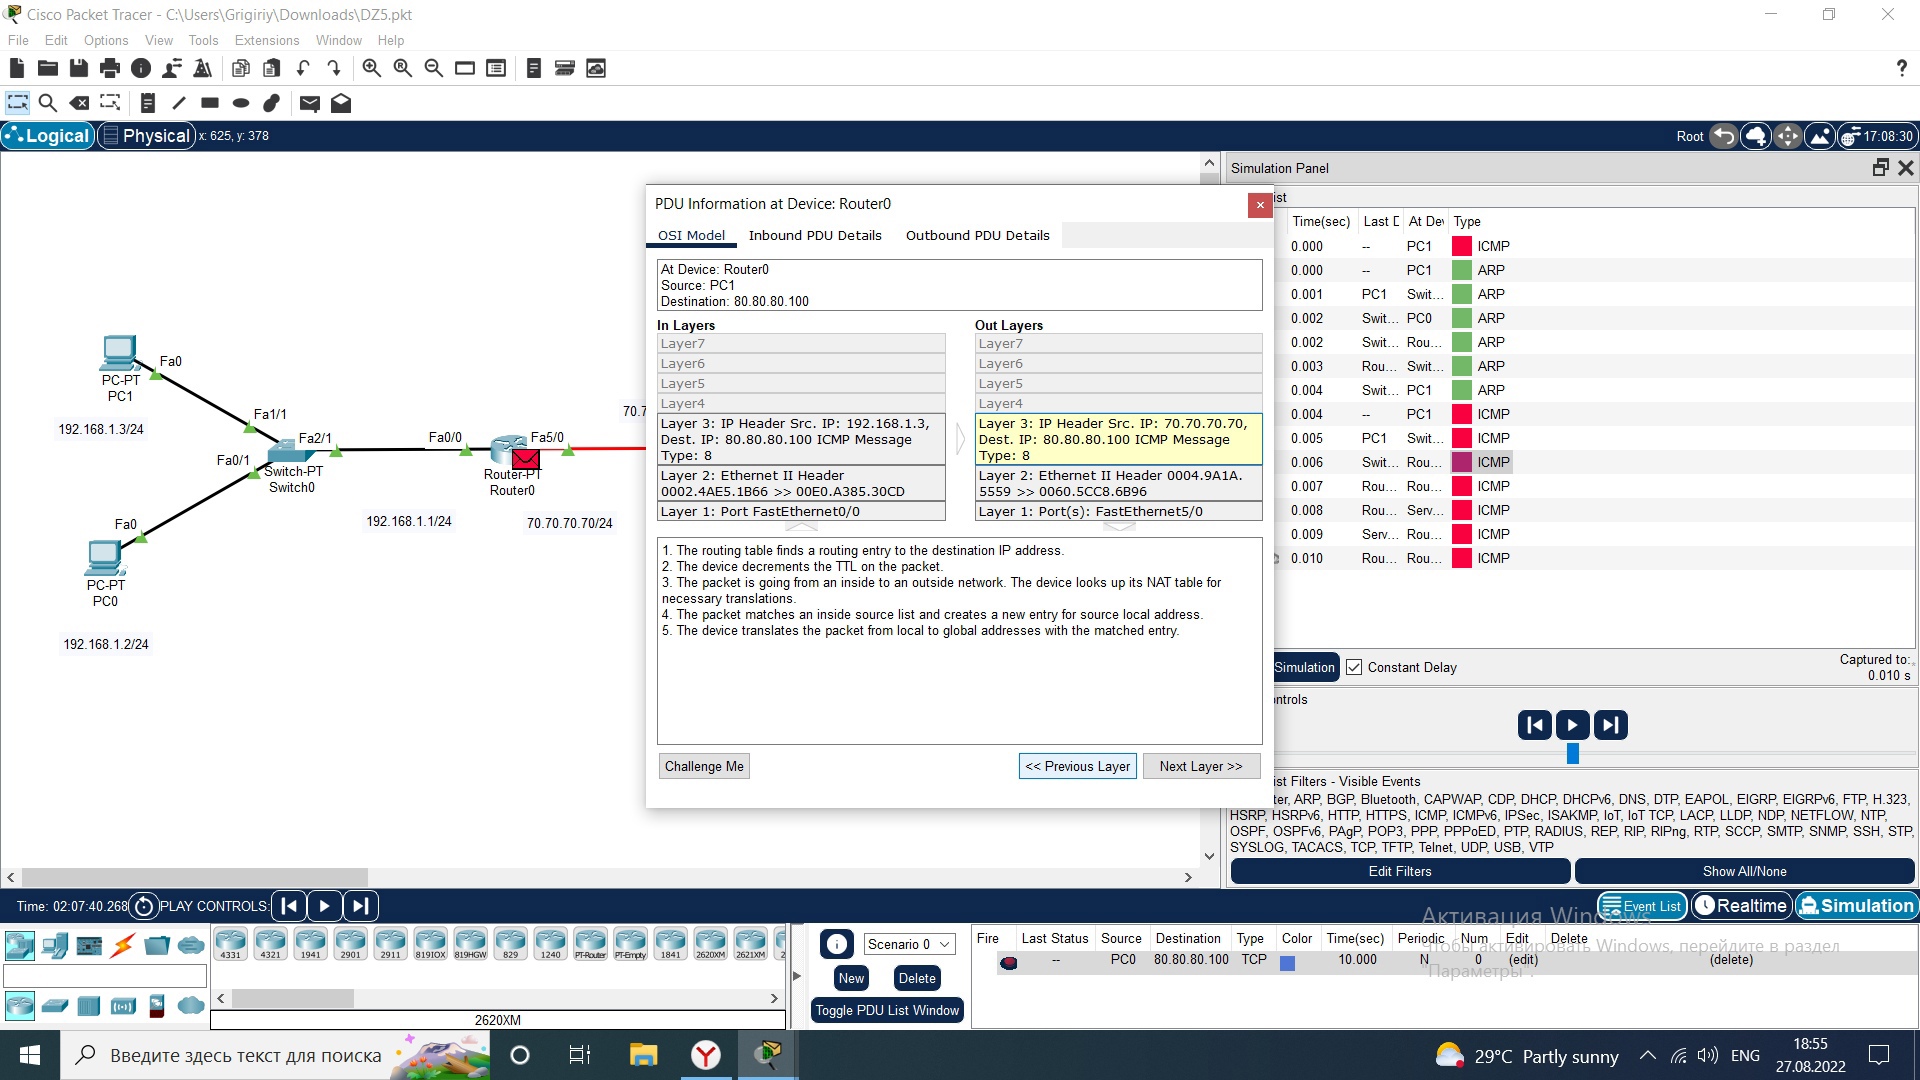 Cisco Packet Tracer - C:\Users\Grigiriy\Downloads\DZ5.pkt
File Edit Options View Tools Extensions Window Help
Logical Physical x: 625, y: 378 Root 17:08:30
Simulation Panel
PC-PT
PC1
Fa0
192.168.1.3/24
Fa1/1
Fa2/1
Fa0/1
Switch-PT
Switch0
Fa0
PC-PT
PC0
192.168.1.2/24
Fa0/0
Fa5/0
Router-PT
Router0
192.168.1.1/24
70.70.70.70/24
70.7
PDU Information at Device: Router0
OSI Model Inbound PDU Details Outbound PDU Details
At Device: Router0
Source: PC1
Destination: 80.80.80.100
In Layers
Layer7
Layer6
Layer5
Layer4
Layer 3: IP Header Src. IP: 192.168.1.3,
Dest. IP: 80.80.80.100 ICMP Message
Type: 8
Layer 2: Ethernet II Header
0002.4AE5.1B66 >> 00E0.A385.30CD
Layer 1: Port FastEthernet0/0
Out Layers
Layer7
Layer6
Layer5
Layer4
Layer 3: IP Header Src. IP: 70.70.70.70,
Dest. IP: 80.80.80.100 ICMP Message
Type: 8
Layer 2: Ethernet II Header 0004.9A1A.
5559 >> 0060.5CC8.6B96
Layer 1: Port(s): FastEthernet5/0
1. The routing table finds a routing entry to the destination IP address.
2. The device decrements the TTL on the packet.
3. The packet is going from an inside to an outside network. The device looks up its NAT table for
necessary translations.
4. The packet matches an inside source list and creates a new entry for source local address.
5. The device translates the packet from local to global addresses with the matched entry.
Challenge Me << Previous Layer Next Layer >>
ist
Time(sec) Last D At Dev Type
0.000 -- PC1 ICMP
0.000 -- PC1 ARP
0.001 PC1 Swit... ARP
0.002 Swit... PC0 ARP
0.002 Swit... Rou... ARP
0.003 Rou... Swit... ARP
0.004 Swit... PC1 ARP
0.004 -- PC1 ICMP
0.005 PC1 Swit... ICMP
0.006 Swit... Rou... ICMP
0.007 Rou... Rou... ICMP
0.008 Rou... Serv... ICMP
0.009 Serv... Rou... ICMP
0.010 Rou... Rou... ICMP
Simulation Constant Delay Captured to:
0.010 s
ontrols
ist Filters - Visible Events
ter, ARP, BGP, Bluetooth, CAPWAP, CDP, DHCP, DHCPv6, DNS, DTP, EAPOL, EIGRP, EIGRPv6, FTP, H.323,
HSRP, HSRPv6, HTTP, HTTPS, ICMP, ICMPv6, IPSec, ISAKMP, IoT, IoT TCP, LACP, LLDP, NDP, NETFLOW, NTP,
OSPF, OSPFv6, PAgP, POP3, PPP, PPPoED, PTP, RADIUS, REP, RIP, RIPng, RTP, SCCP, SMTP, SNMP, SSH, STP,
SYSLOG, TACACS, TCP, TFTP, Telnet, UDP, USB, VTP
Edit Filters Show All/None
Time: 02:07:40.268 PLAY CONTROLS: Event List Realtime Simulation
Активация Windows
Чтобы активировать Windows, перейдите в раздел
"Параметры".
4331 4321 1941 2901 2911 819IOX 819HGW 829 1240 PT-Router PT-Empty 1841 2620XM 2621XM 2
2620XM
Scenario 0
New Delete
Toggle PDU List Window
Fire Last Status Source Destination Type Color Time(sec) Periodic Num Edit Delete
-- PC0 80.80.80.100 TCP 10.000 N 0 (edit) (delete)
Введите здесь текст для поиска
29°C Partly sunny ENG
18:55
27.08.2022